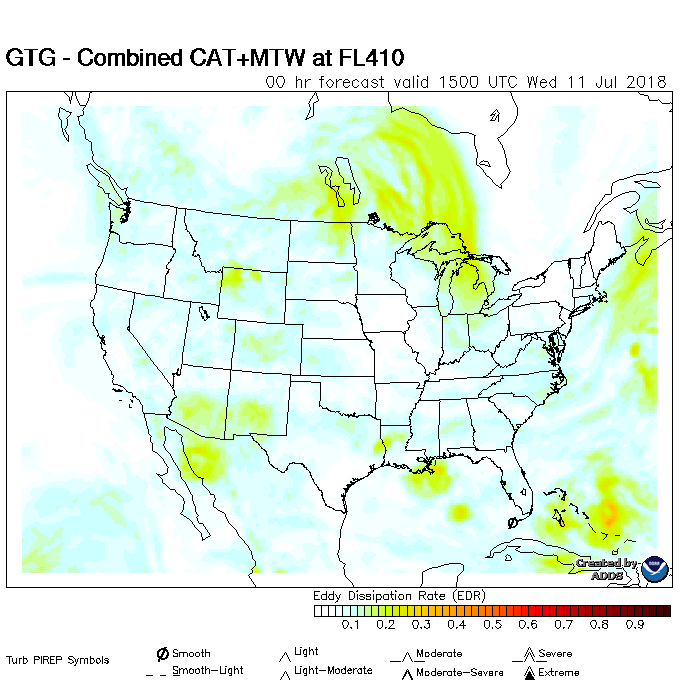 GTG - Combined CAT+MTW at FL410
00 hr forecast valid 1500 UTC Wed 11 Jul 2018
Created by
ADDS
Eddy Dissipation Rate (EDR)
0.1 0.2 0.3 0.4 0.5 0.6 0.7 0.8 0.9
Turb PIREP Symbols
Smooth Light Moderate Severe
Smooth-Light Light-Moderate Moderate-Severe Extreme